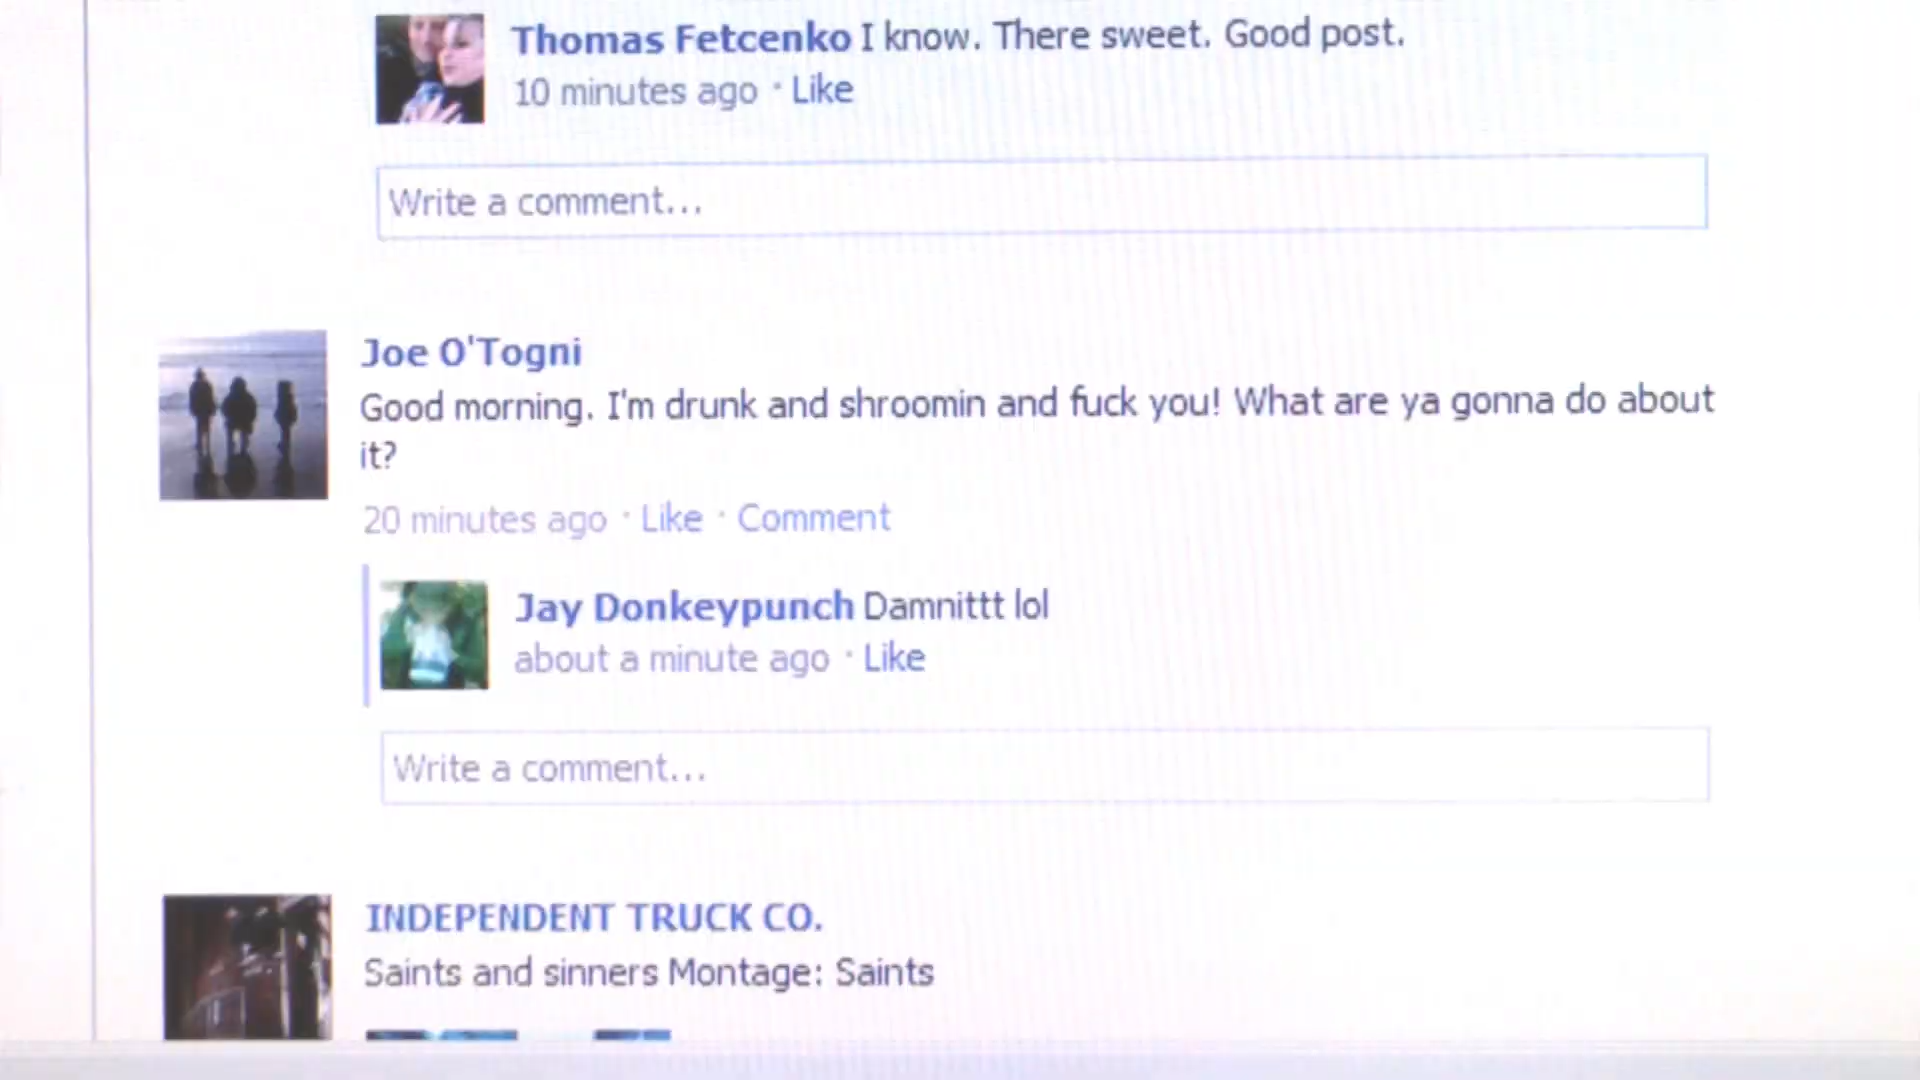 Thomas Fetcenko I know. There sweet. Good post.
10 minutes ago · Like
Write a comment...
Joe O'Togni
Good morning. I'm drunk and shroomin and fuck you! What are ya gonna do about
it?
20 minutes ago · Like · Comment
Jay Donkeypunch Damnittt lol
about a minute ago · Like
Write a comment...
INDEPENDENT TRUCK CO.
Saints and sinners Montage: Saints